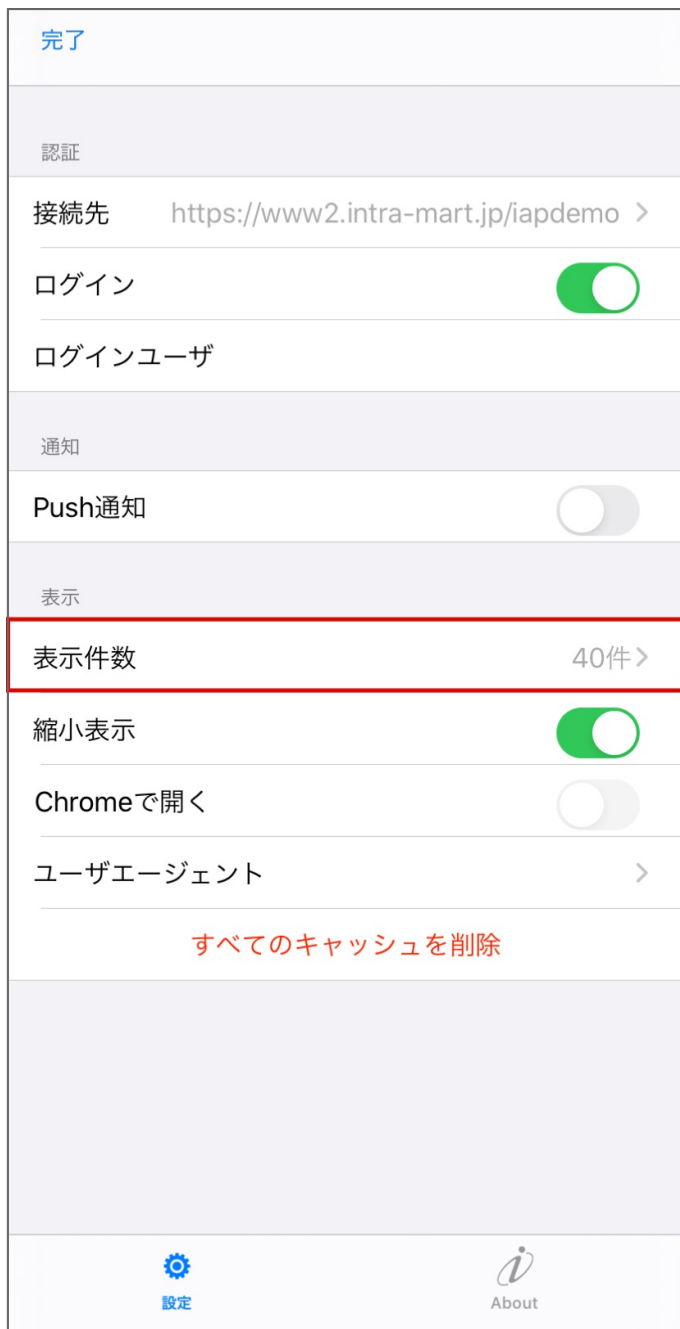 完了
認証
接続先 https://www2.intra-mart.jp/iapdemo
ログイン
ログインユーザ
通知
Push通知
表示
表示件数 40件
縮小表示
Chromeで開く
ユーザエージェント
すべてのキャッシュを削除
設定 About